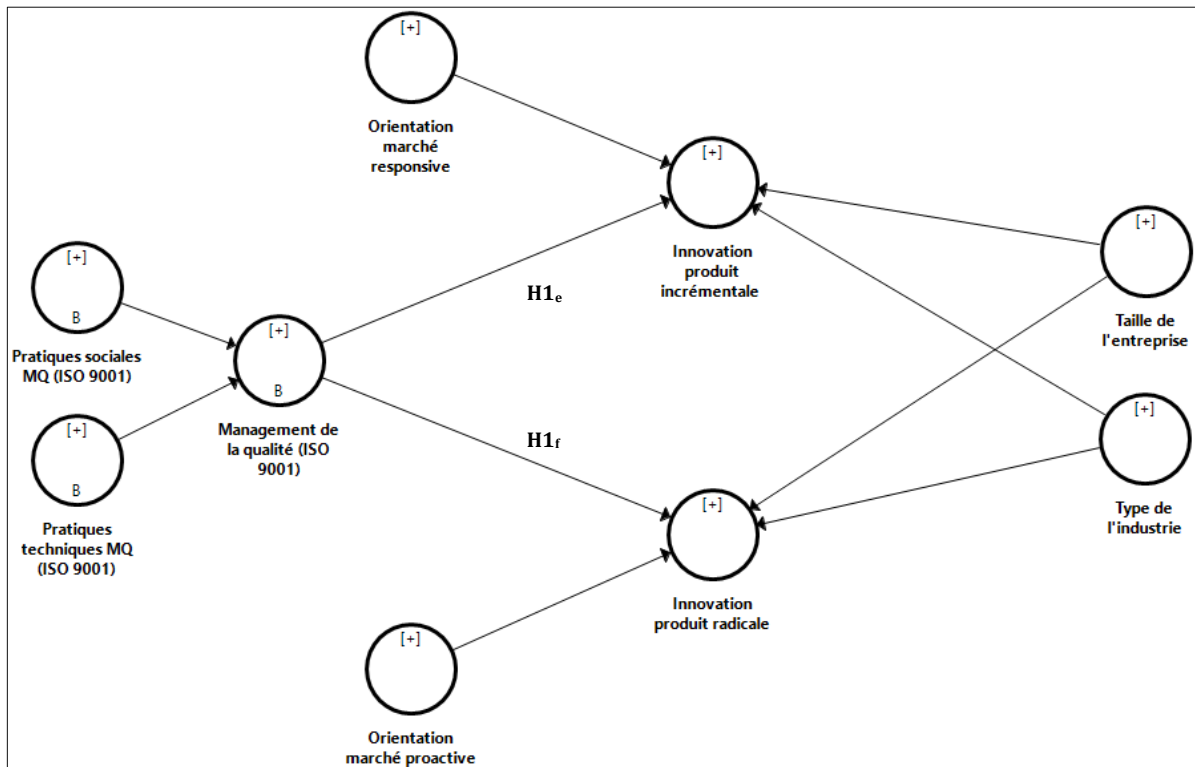 [+]
Orientation
marché
responsive
[+]
Innovation
produit
incrémentale
[+]
Taille de
l'entreprise
[+]
B
Pratiques sociales
MQ (ISO 9001)
H1e
[+]
B
Management de
la qualité (ISO
9001)
[+]
B
Pratiques
techniques MQ
(ISO 9001)
H1f
[+]
Type de
l'industrie
[+]
Innovation
produit radicale
[+]
Orientation
marché proactive